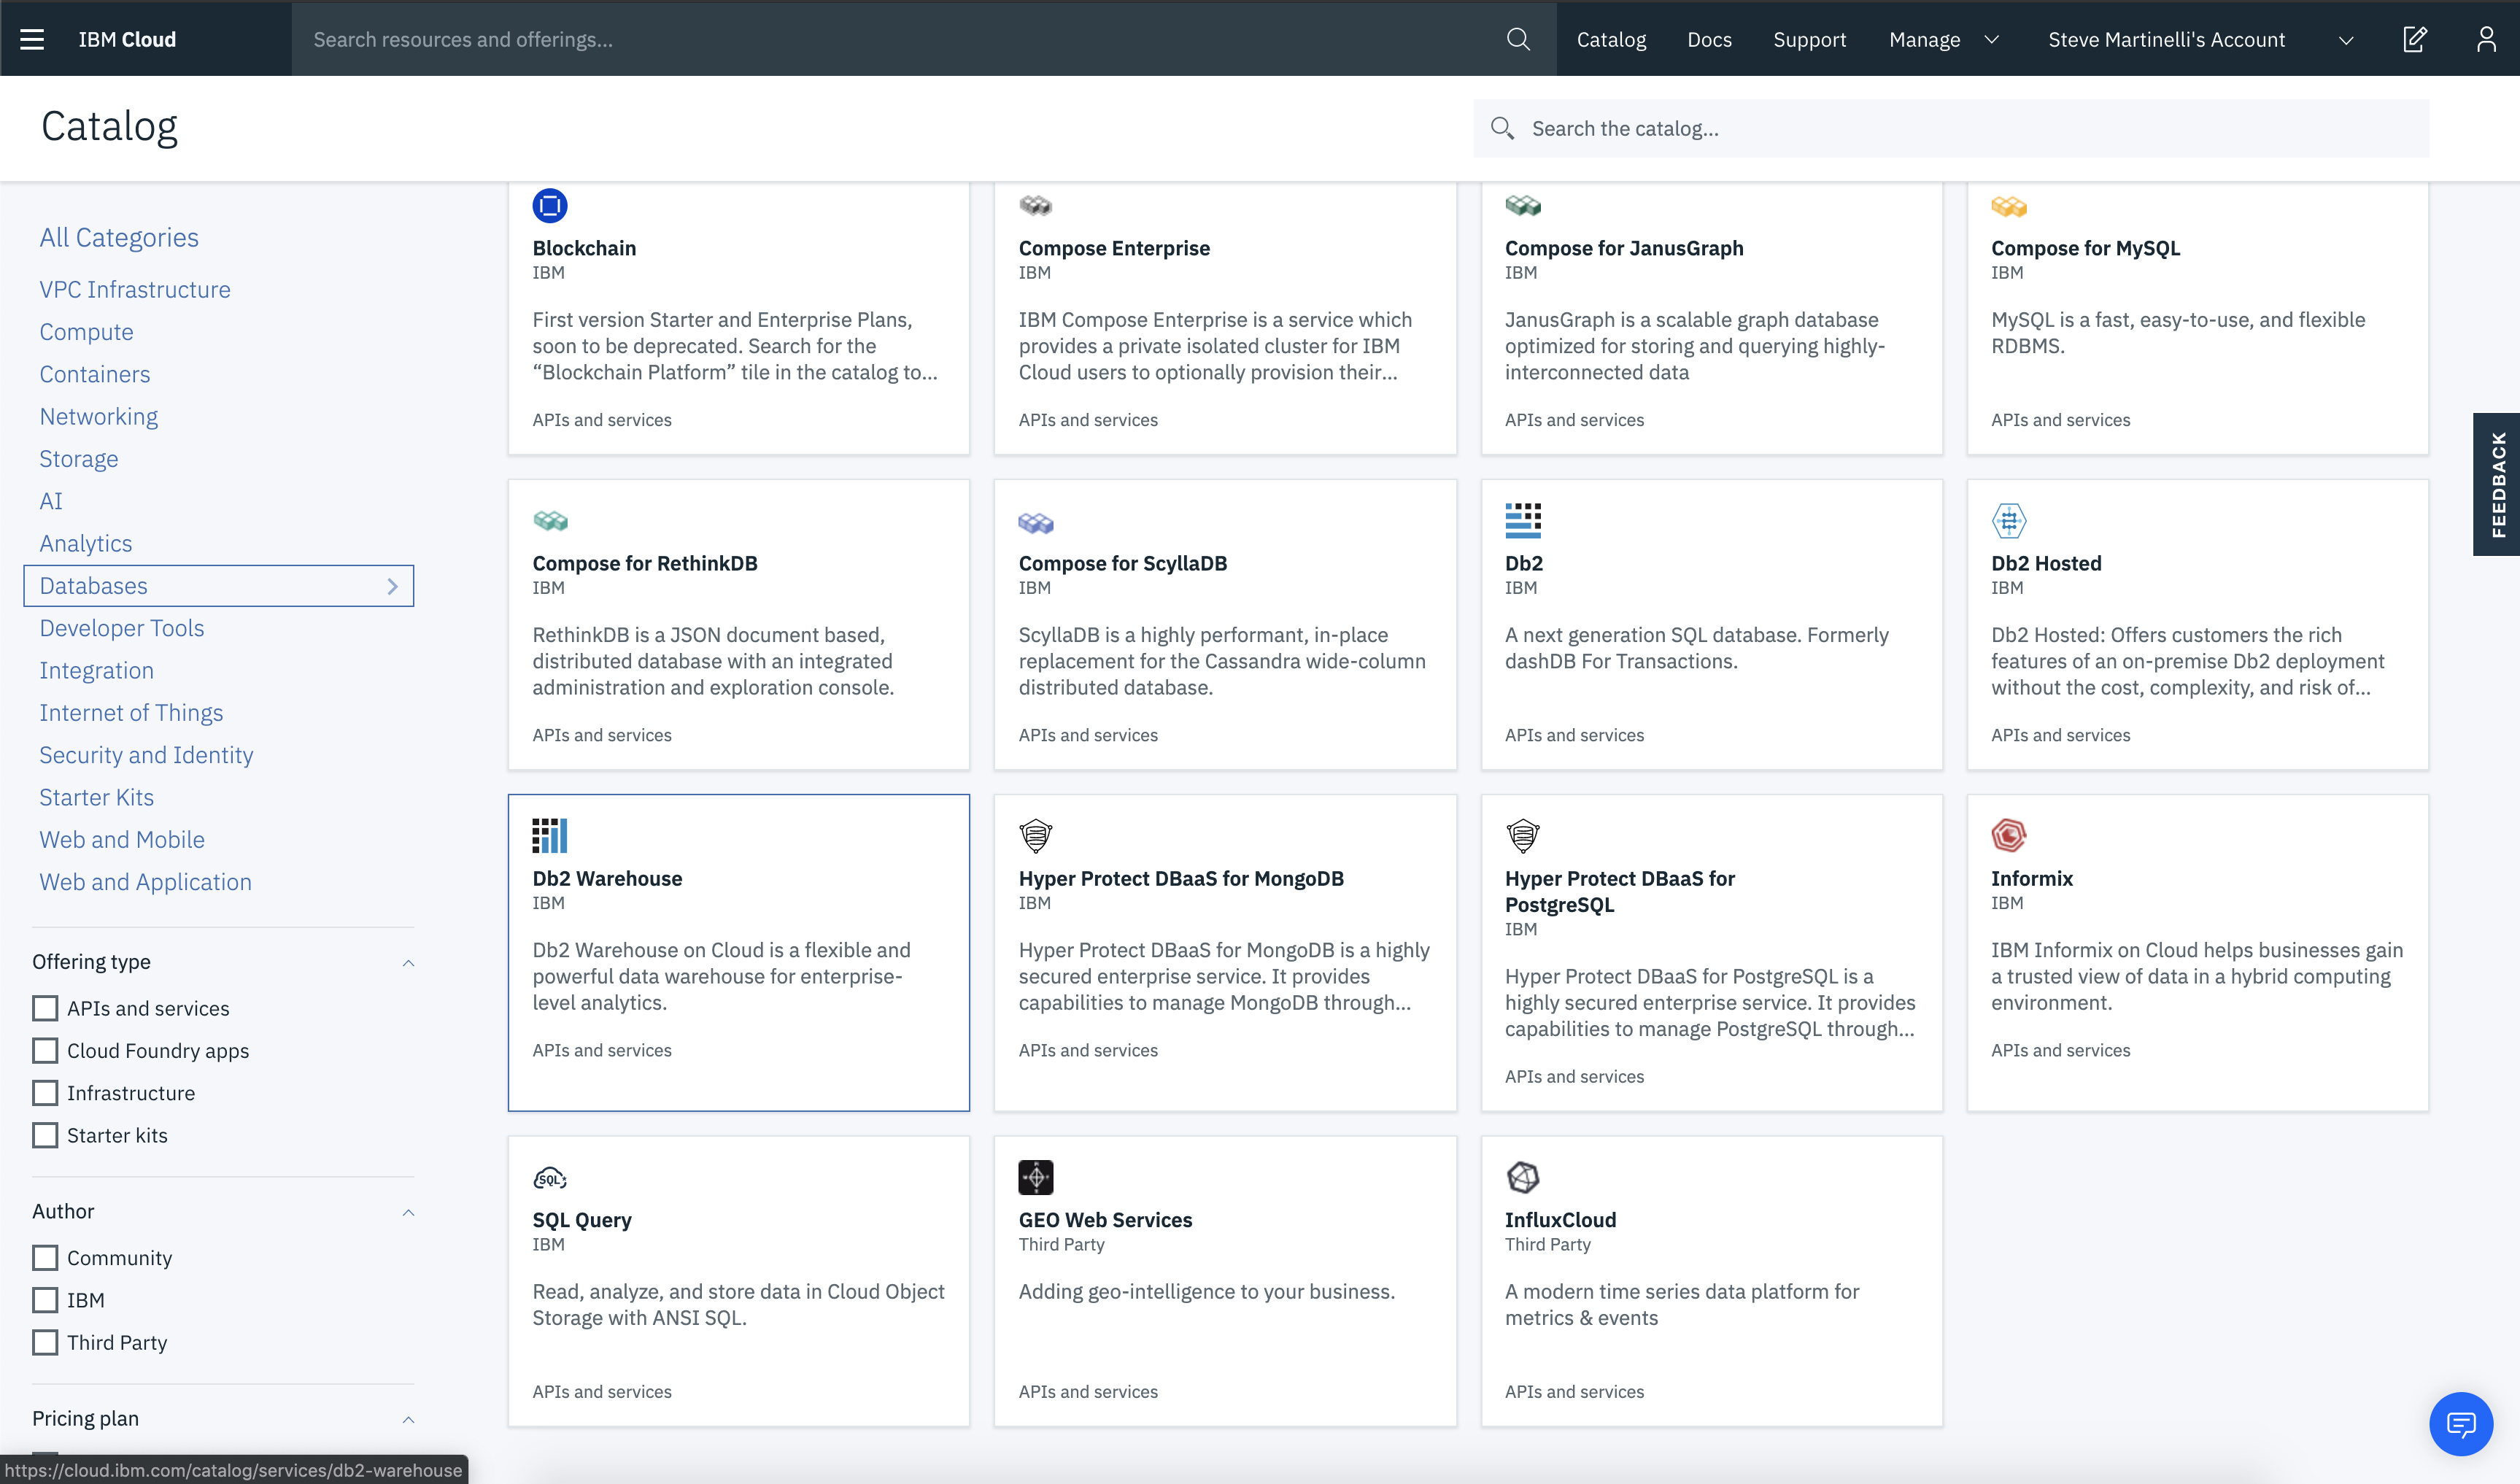 IBM Cloud
Search resources and offerings...
Catalog
Docs
Support
Manage
Steve Martinelli's Account
Catalog
Search the catalog...
All Categories
VPC Infrastructure
Compute
Containers
Networking
Storage
AI
Analytics
Databases
Developer Tools
Integration
Internet of Things
Security and Identity
Starter Kits
Web and Mobile
Web and Application
Offering type
APIs and services
Cloud Foundry apps
Infrastructure
Starter kits
Author
Community
IBM
Third Party
Pricing plan
Blockchain
IBM
First version Starter and Enterprise Plans,
soon to be deprecated. Search for the
“Blockchain Platform” tile in the catalog to...
APIs and services
Compose Enterprise
IBM
IBM Compose Enterprise is a service which
provides a private isolated cluster for IBM
Cloud users to optionally provision their...
APIs and services
Compose for JanusGraph
IBM
JanusGraph is a scalable graph database
optimized for storing and querying highly-
interconnected data
APIs and services
Compose for MySQL
IBM
MySQL is a fast, easy-to-use, and flexible
RDBMS.
APIs and services
Compose for RethinkDB
IBM
RethinkDB is a JSON document based,
distributed database with an integrated
administration and exploration console.
APIs and services
Compose for ScyllaDB
IBM
ScyllaDB is a highly performant, in-place
replacement for the Cassandra wide-column
distributed database.
APIs and services
Db2
IBM
A next generation SQL database. Formerly
dashDB For Transactions.
APIs and services
Db2 Hosted
IBM
Db2 Hosted: Offers customers the rich
features of an on-premise Db2 deployment
without the cost, complexity, and risk of...
APIs and services
Db2 Warehouse
IBM
Db2 Warehouse on Cloud is a flexible and
powerful data warehouse for enterprise-
level analytics.
APIs and services
Hyper Protect DBaaS for MongoDB
IBM
Hyper Protect DBaaS for MongoDB is a highly
secured enterprise service. It provides
capabilities to manage MongoDB through...
APIs and services
Hyper Protect DBaaS for
PostgreSQL
IBM
Hyper Protect DBaaS for PostgreSQL is a
highly secured enterprise service. It provides
capabilities to manage PostgreSQL through...
APIs and services
Informix
IBM
IBM Informix on Cloud helps businesses gain
a trusted view of data in a hybrid computing
environment.
APIs and services
SQL
SQL Query
IBM
Read, analyze, and store data in Cloud Object
Storage with ANSI SQL.
APIs and services
GEO Web Services
Third Party
Adding geo-intelligence to your business.
APIs and services
InfluxCloud
Third Party
A modern time series data platform for
metrics & events
APIs and services
FEEDBACK
https://cloud.ibm.com/catalog/services/db2-warehouse